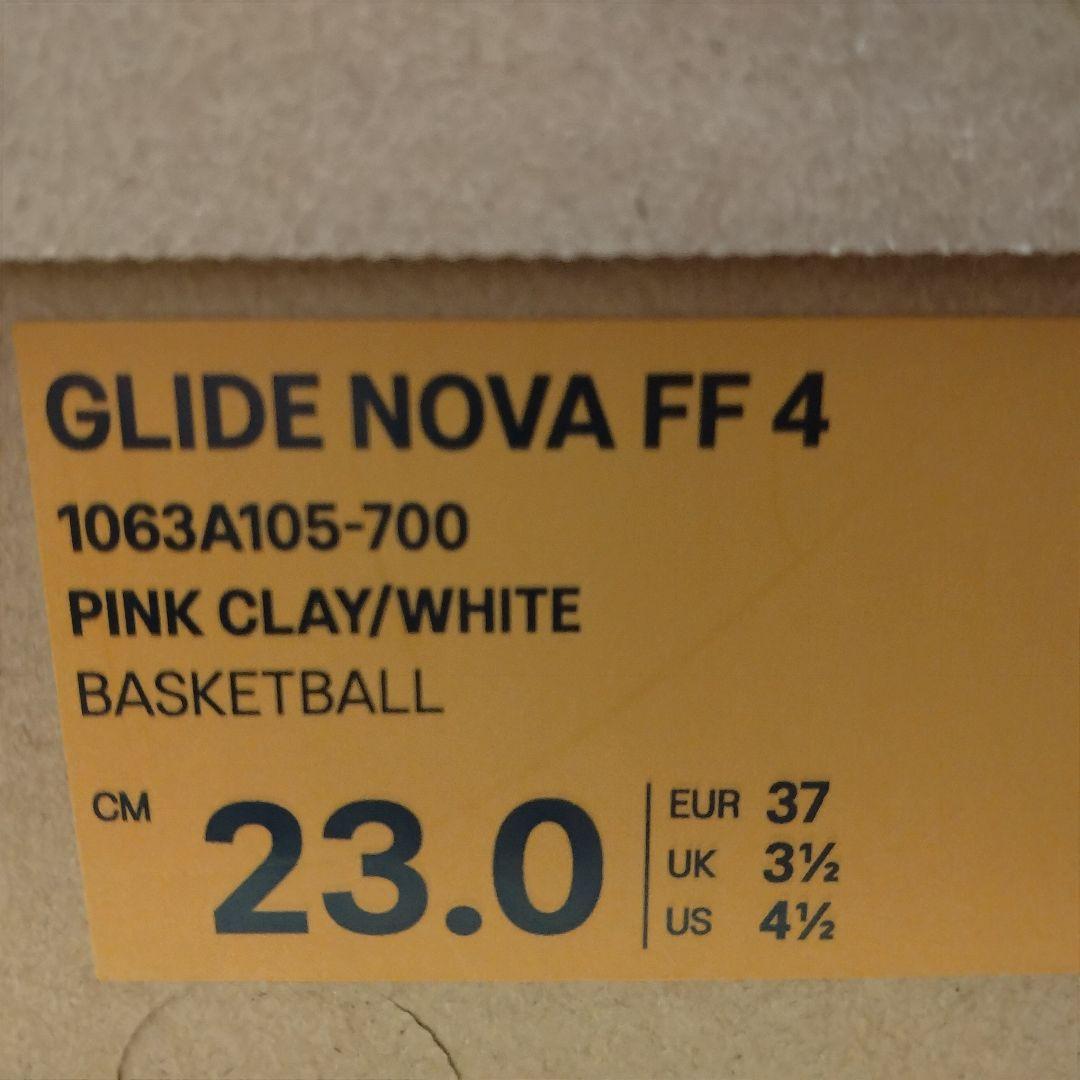 GLIDE NOVA FF 4
1063A105-700
PINK CLAY/WHITE
BASKETBALL
CM 23.0
EUR 37
UK 3½
US 4½